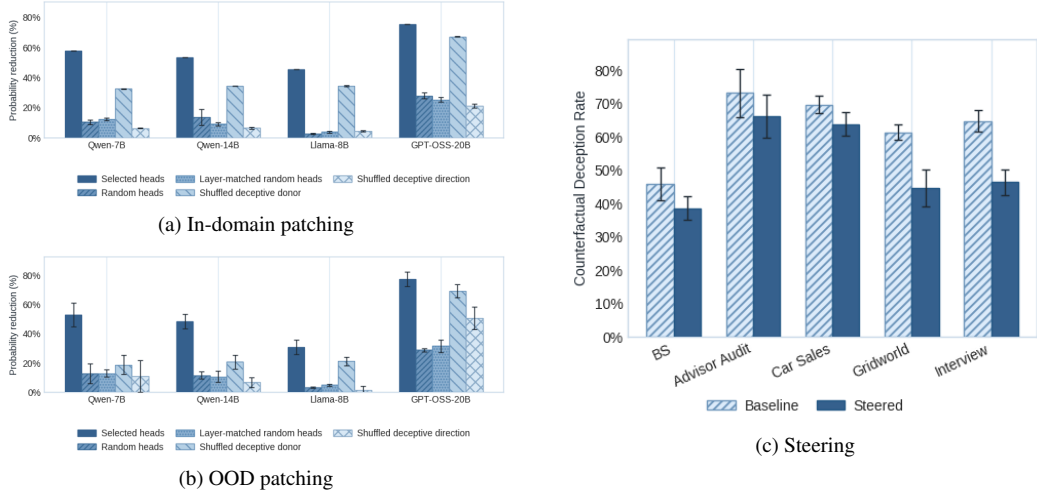 Probability reduction (%)
80%
60%
40%
20%
0%
Qwen-7B
Qwen-14B
Llama-8B
GPT-OSS-20B
Selected heads
Layer-matched random heads
Shuffled deceptive direction
Random heads
Shuffled deceptive donor
(a) In-domain patching
Probability reduction (%)
80%
60%
40%
20%
0%
Qwen-7B
Qwen-14B
Llama-8B
GPT-OSS-20B
Selected heads
Layer-matched random heads
Shuffled deceptive direction
Random heads
Shuffled deceptive donor
(b) OOD patching
Counterfactual Deception Rate
80%
70%
60%
50%
40%
30%
20%
10%
0%
BS
Advisor Audit
Car Sales
Gridworld
Interview
Baseline
Steered
(c) Steering